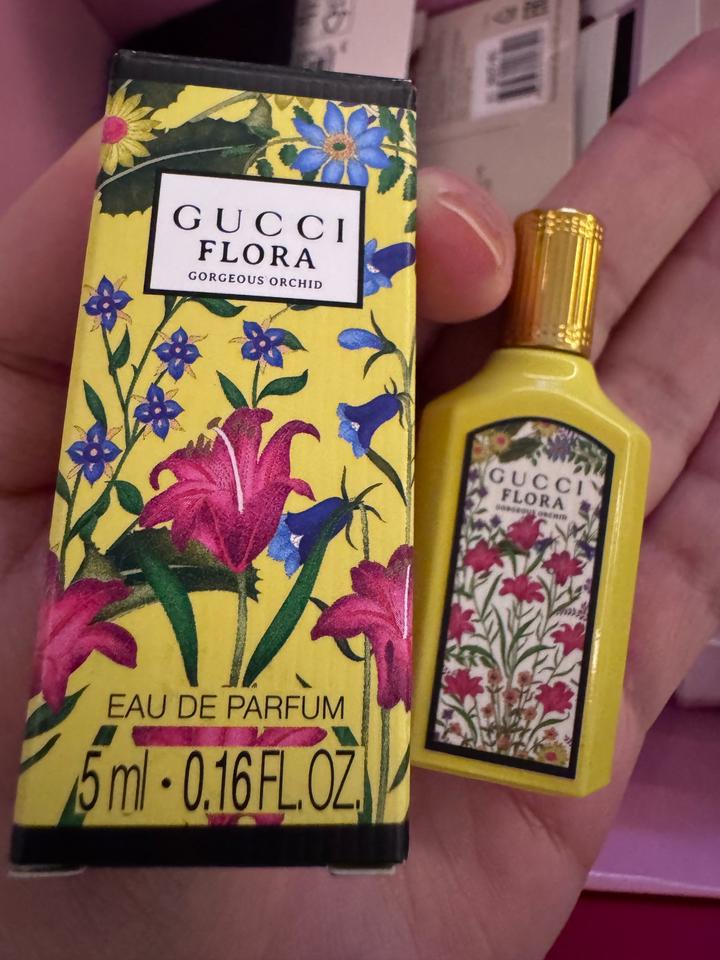 GUCCI
FLORA
GORGEOUS ORCHID
EAU DE PARFUM
5 ml • 0.16 FL. OZ.
GUCCI
FLORA
GORGEOUS ORCHID